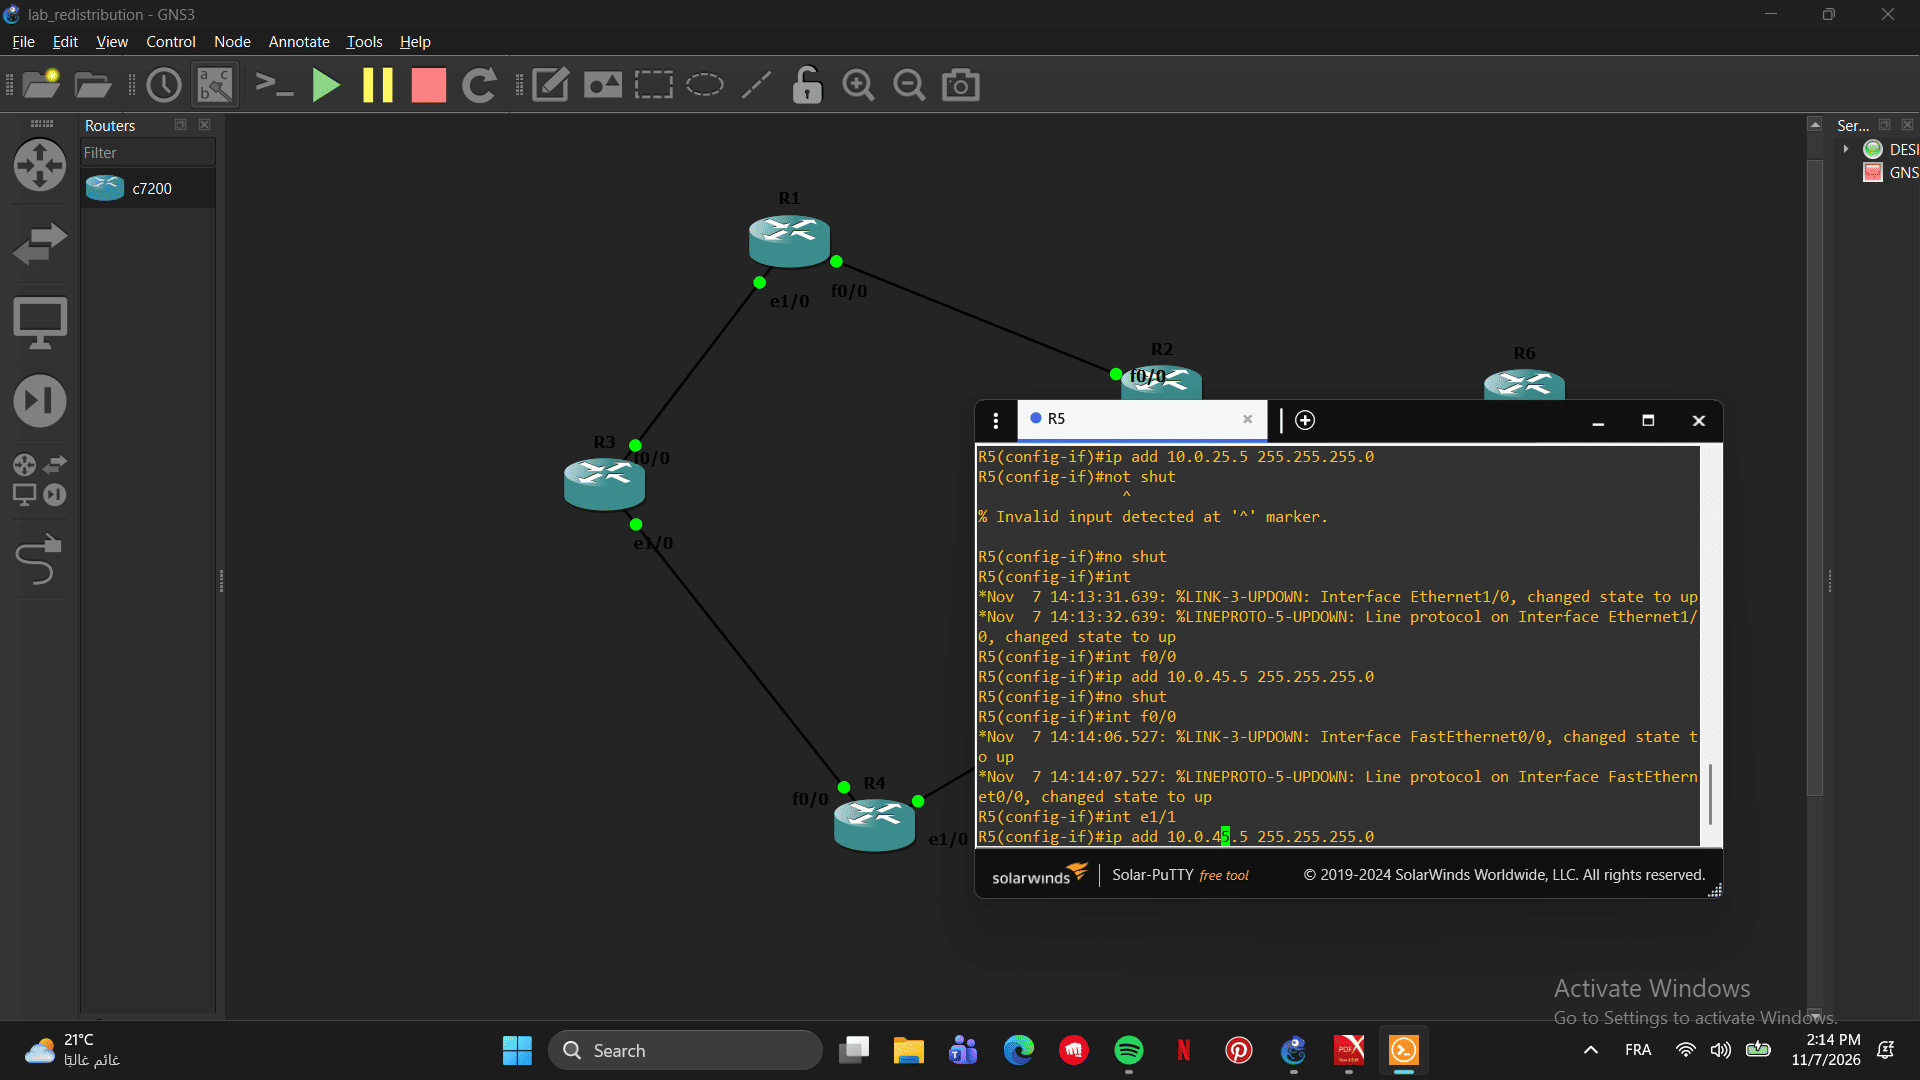 lab_redistribution - GNS3
File Edit View Control Node Annotate Tools Help
Routers
Ser...
Filter
DESI
c7200
GNS
R1
e1/0
f0/0
R2
f0/0
R6
R3
f0/0
e1/0
R4
f0/0
e1/0
R5
R5(config-if)#ip add 10.0.25.5 255.255.255.0
R5(config-if)#not shut
^
% Invalid input detected at '^' marker.
R5(config-if)#no shut
R5(config-if)#int
*Nov  7 14:13:31.639: %LINK-3-UPDOWN: Interface Ethernet1/0, changed state to up
*Nov  7 14:13:32.639: %LINEPROTO-5-UPDOWN: Line protocol on Interface Ethernet1/
0, changed state to up
R5(config-if)#int f0/0
R5(config-if)#ip add 10.0.45.5 255.255.255.0
R5(config-if)#no shut
R5(config-if)#int f0/0
*Nov  7 14:14:06.527: %LINK-3-UPDOWN: Interface FastEthernet0/0, changed state t
o up
*Nov  7 14:14:07.527: %LINEPROTO-5-UPDOWN: Line protocol on Interface FastEthern
et0/0, changed state to up
R5(config-if)#int e1/1
R5(config-if)#ip add 10.0.45.5 255.255.255.0
solarwinds Solar-PuTTY free tool © 2019-2024 SolarWinds Worldwide, LLC. All rights reserved.
Activate Windows
Go to Settings to activate Windows.
21°C
غائم غالبًا
Search
FRA
2:14 PM
11/7/2026